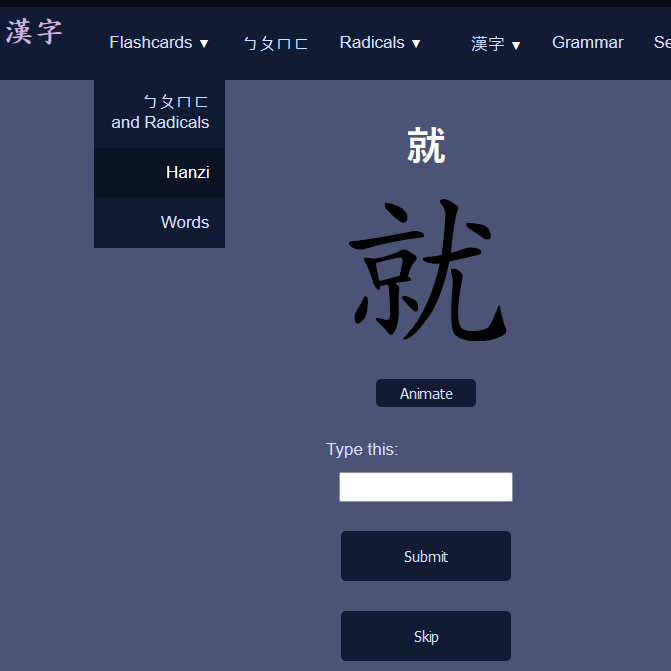 漢字
Flashcards ▼
ㄅㄆㄇㄈ
Radicals ▼
漢字 ▼
Grammar
Se
ㄅㄆㄇㄈ
and Radicals
Hanzi
Words
就
就
Animate
Type this:
Submit
Skip